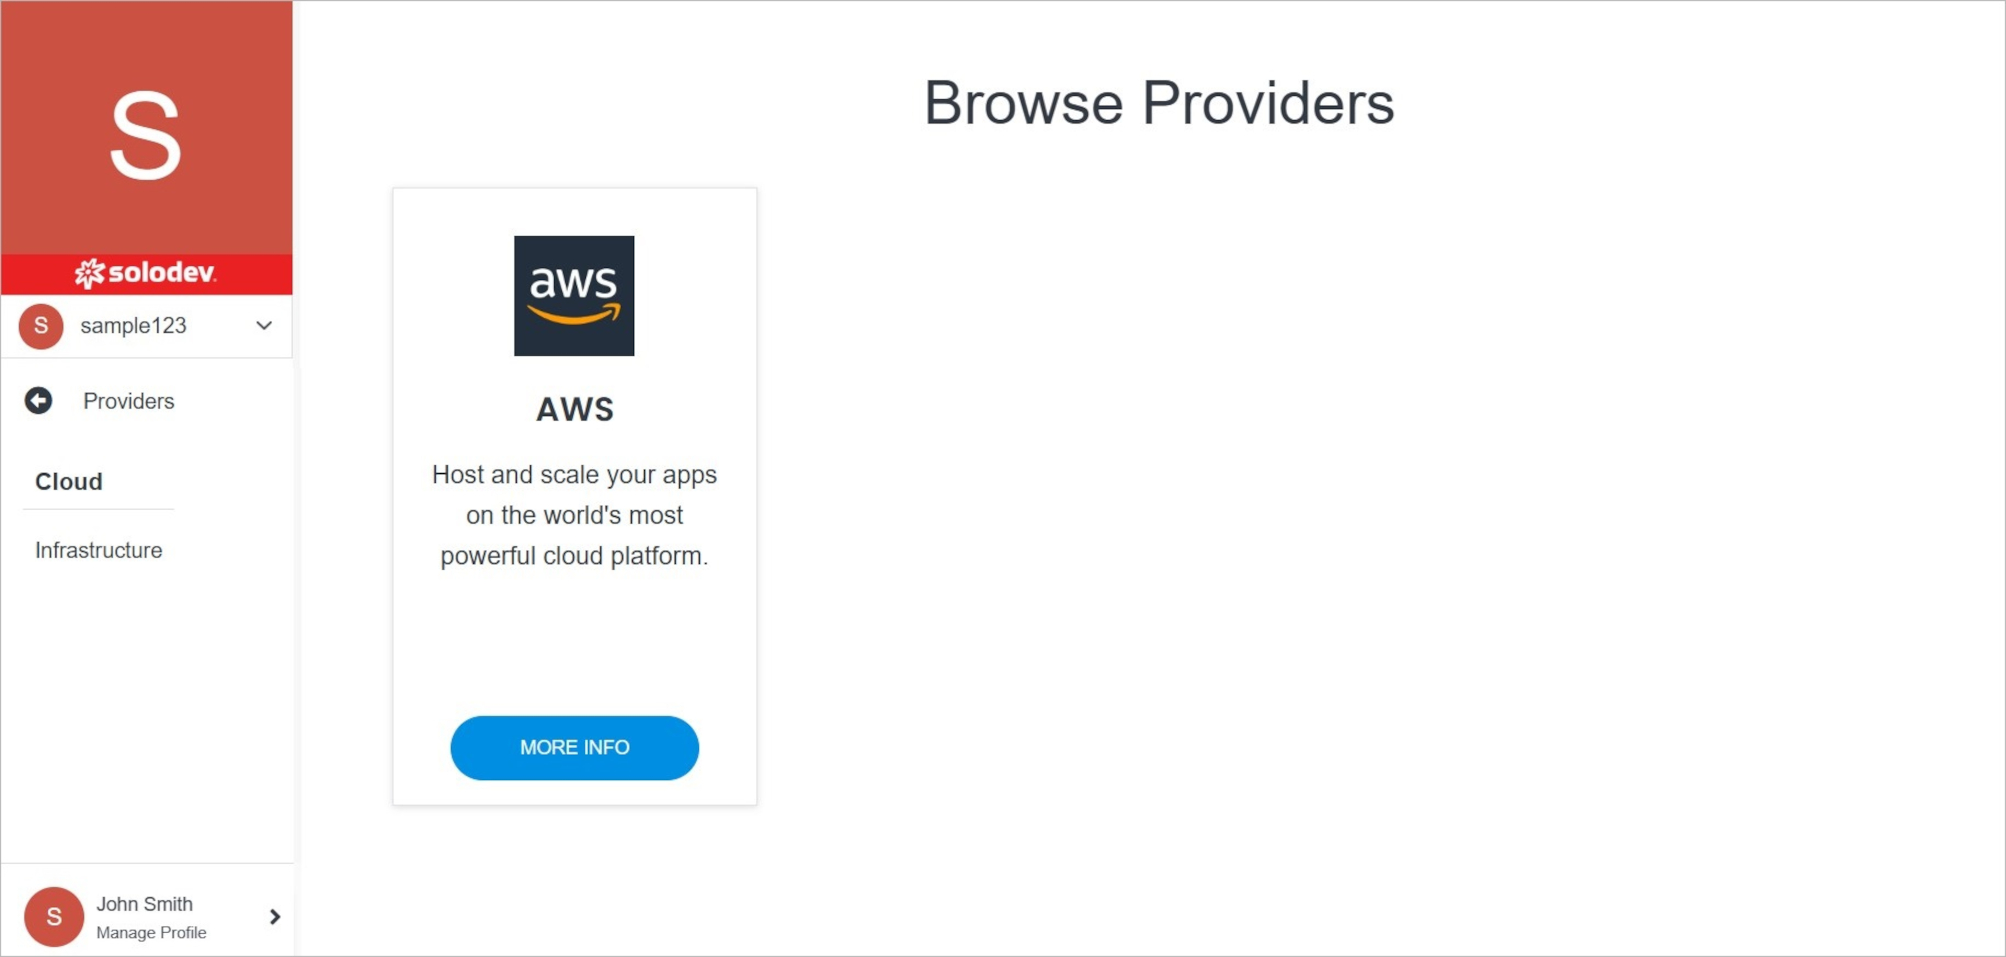 S
solodev
S sample123
Providers
Cloud
Infrastructure
S
John Smith
Manage Profile
Browse Providers
aws
AWS
Host and scale your apps
on the world's most
powerful cloud platform.
MORE INFO